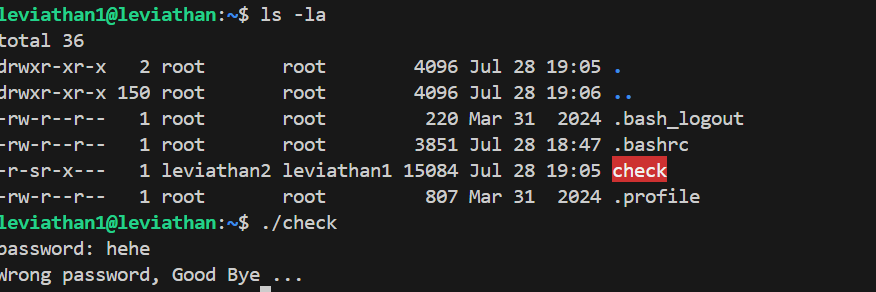 leviathan1@leviathan:~$ ls -la
total 36
drwxr-xr-x   2 root       root        4096 Jul 28 19:05 .
drwxr-xr-x 150 root       root        4096 Jul 28 19:06 ..
-rw-r--r--   1 root       root         220 Mar 31  2024 .bash_logout
-rw-r--r--   1 root       root        3851 Jul 28 18:47 .bashrc
-r-sr-x---   1 leviathan2 leviathan1 15084 Jul 28 19:05 check
-rw-r--r--   1 root       root         807 Mar 31  2024 .profile
leviathan1@leviathan:~$ ./check
password: hehe
Wrong password, Good Bye ...